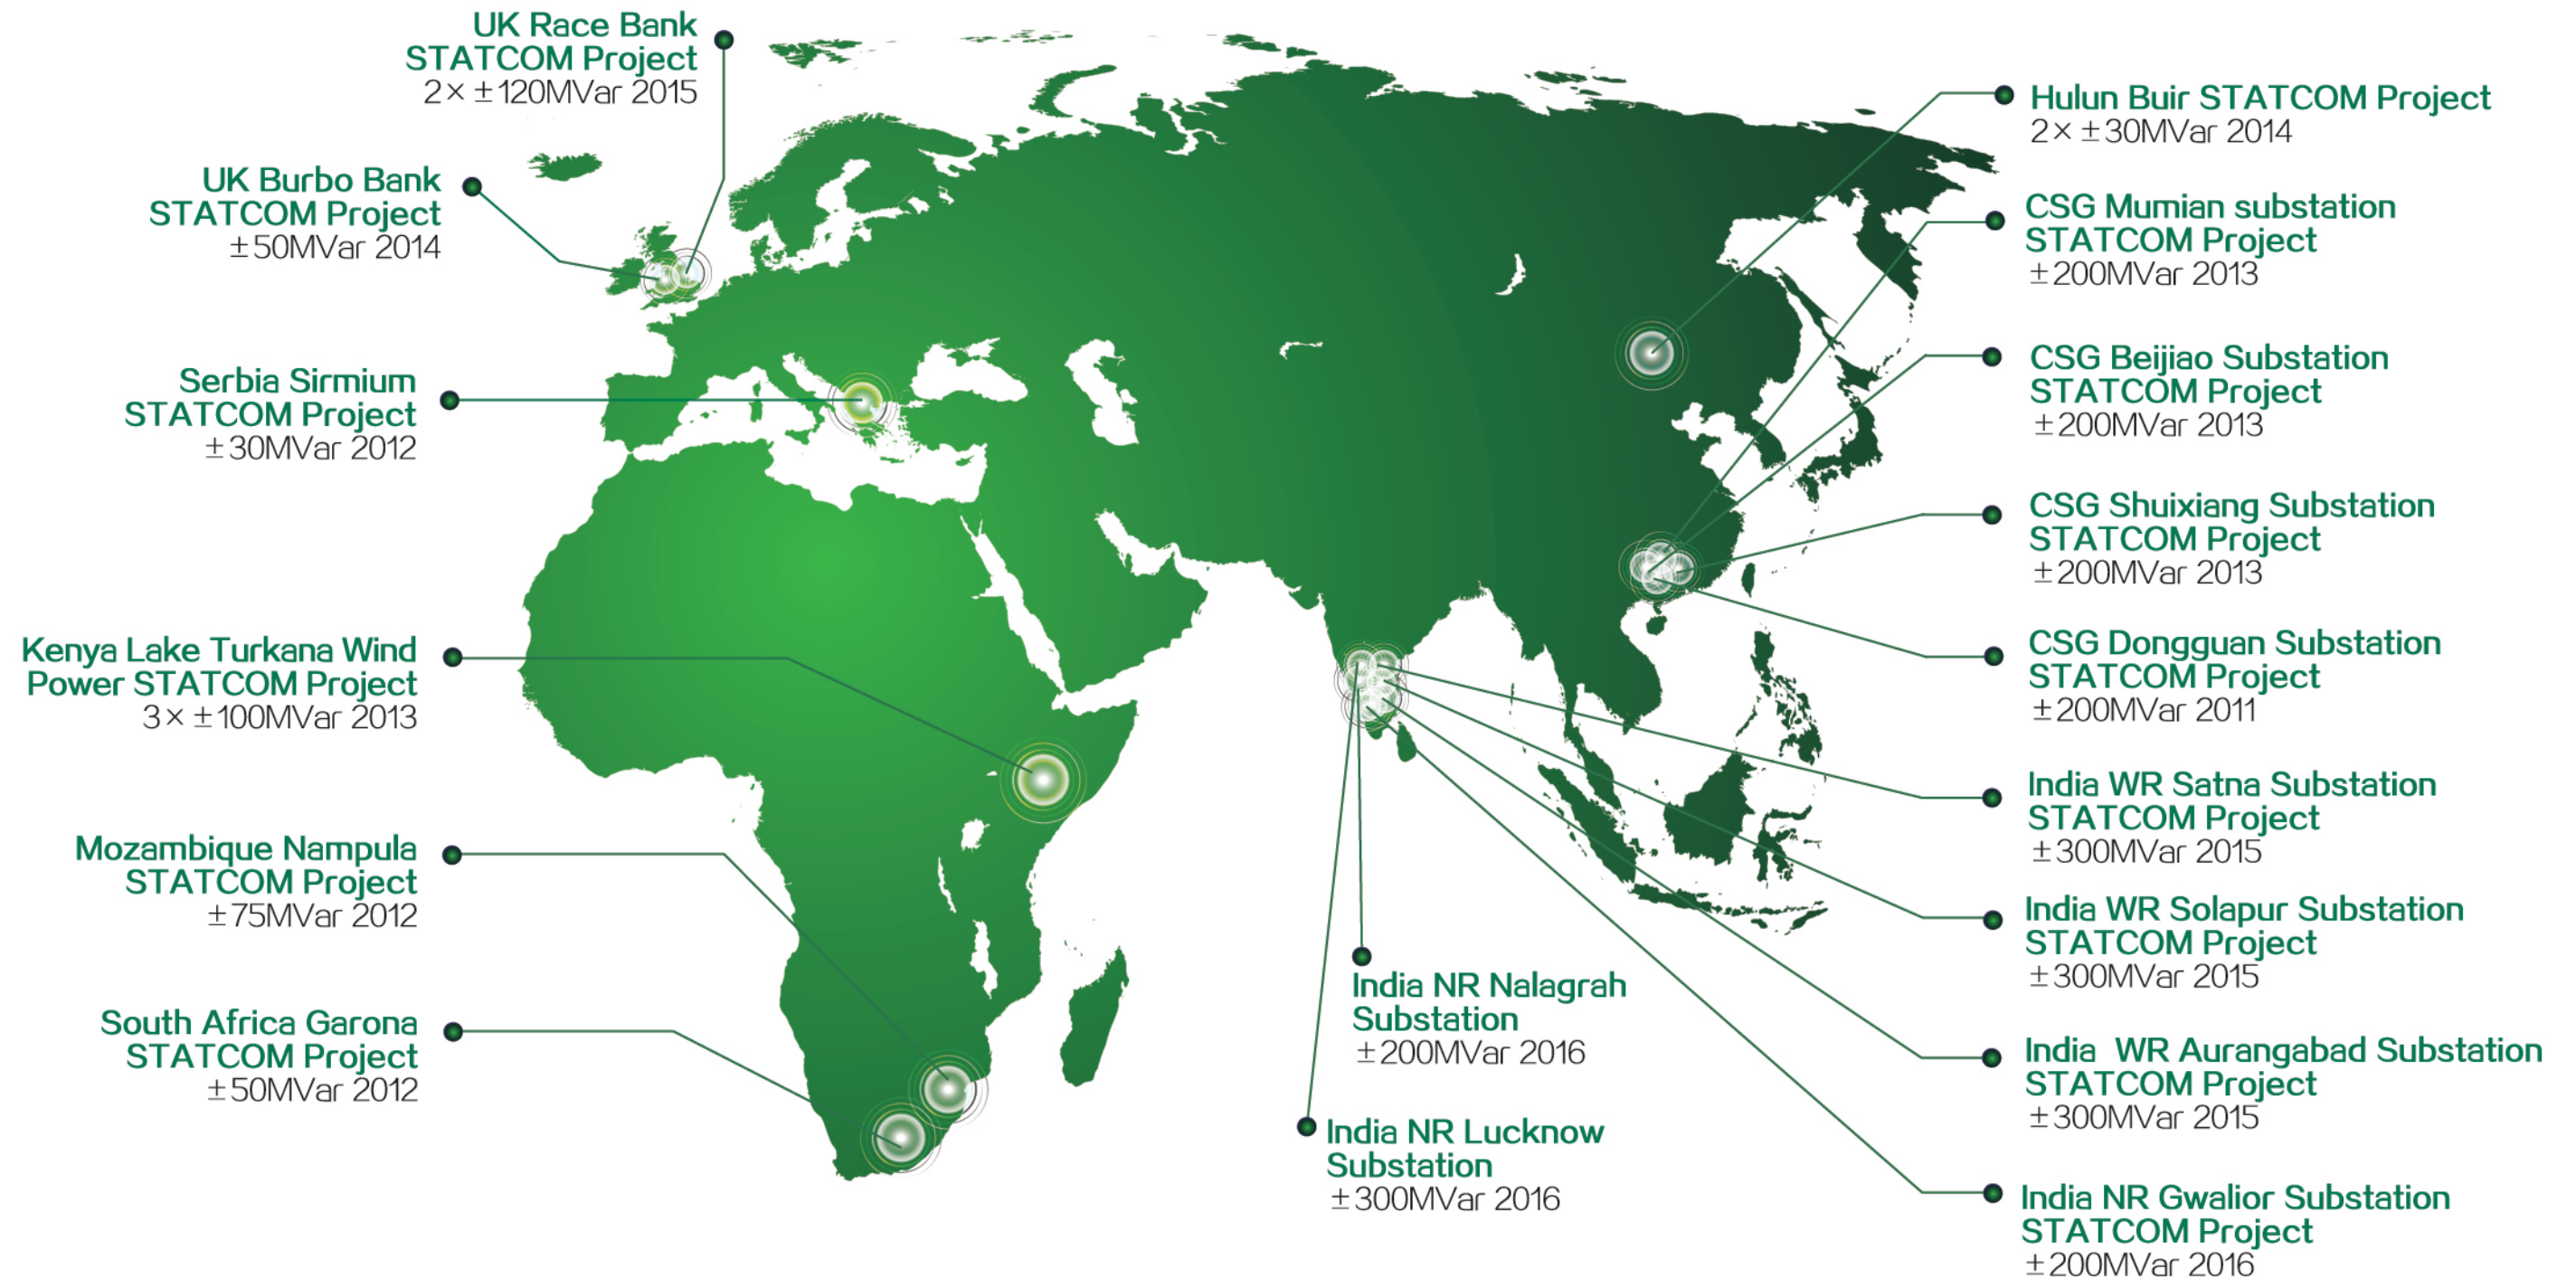 UK Race Bank
STATCOM Project
2× ±120MVar 2015
UK Burbo Bank
STATCOM Project
±50MVar 2014
Serbia Sirmium
STATCOM Project
±30MVar 2012
Kenya Lake Turkana Wind
Power STATCOM Project
3× ±100MVar 2013
Mozambique Nampula
STATCOM Project
±75MVar 2012
South Africa Garona
STATCOM Project
±50MVar 2012
India NR Nalagrah
Substation
±200MVar 2016
India NR Lucknow
Substation
±300MVar 2016
Hulun Buir STATCOM Project
2× ±30MVar 2014
CSG Mumian substation
STATCOM Project
±200MVar 2013
CSG Beijiao Substation
STATCOM Project
±200MVar 2013
CSG Shuixiang Substation
STATCOM Project
±200MVar 2013
CSG Dongguan Substation
STATCOM Project
±200MVar 2011
India WR Satna Substation
STATCOM Project
±300MVar 2015
India WR Solapur Substation
STATCOM Project
±300MVar 2015
India WR Aurangabad Substation
STATCOM Project
±300MVar 2015
India NR Gwalior Substation
STATCOM Project
±200MVar 2016